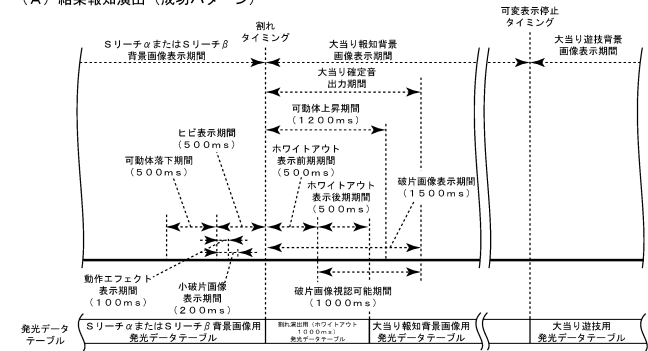 （Ａ）結果報知演出（成功パターン）
割れ
タイミング
可変表示停止
タイミング
ＳリーチαまたはＳリーチβ
背景画像表示期間
大当り報知背景
画像表示期間
大当り遊技背景
画像表示期間
大当り確定音
出力期間
可動体上昇期間
（１２００ｍｓ）
ヒビ表示期間
（５００ｍｓ）
可動体落下期間
（５００ｍｓ）
ホワイトアウト
表示前期期間
（５００ｍｓ）
ホワイトアウト
表示後期期間
（５００ｍｓ）
破片画像表示期間
（１５００ｍｓ）
動作エフェクト
表示期間
（１００ｍｓ）
小破片画像
表示期間
（２００ｍｓ）
破片画像視認可能期間
（１０００ｍｓ）
発光データ
テーブル
ＳリーチαまたはＳリーチβ背景画像用
発光データテーブル
割れ演出用（ホワイトアウト
１０００ｍｓ）
発光データテーブル
大当り報知背景画像用
発光データテーブル
大当り遊技用
発光データテーブル